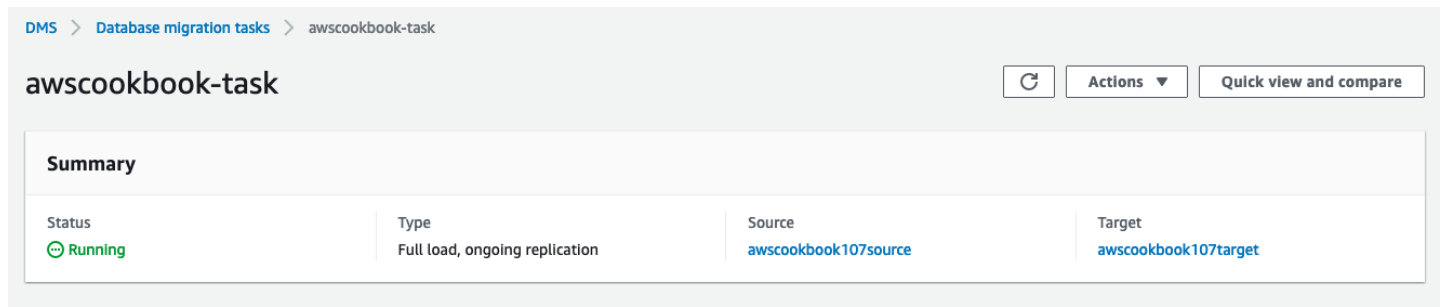 DMS > Database migration tasks > awscookbook-task
awscookbook-task
Actions ▼
Quick view and compare
Summary
Status
Type
Source
Target
Running
Full load, ongoing replication
awscookbook107source
awscookbook107target